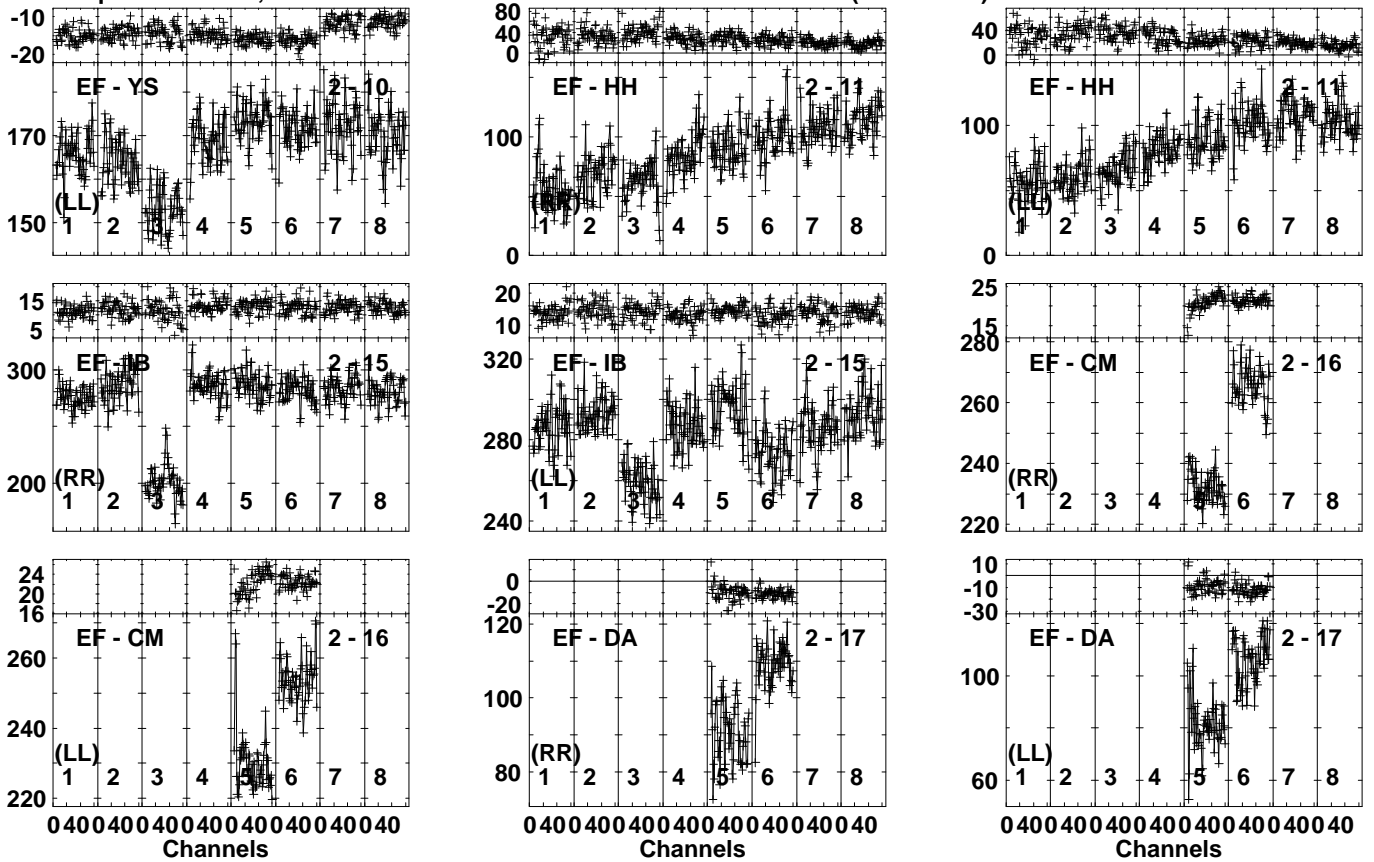 -10
-20
EF - YS 2 - 10
170
150
(LL)
1 2 3 4 5 6 7 8
80
40
0
EF - HH 2 - 11
100
0
(RR)
1 2 3 4 5 6 7 8
40
0
EF - HH 2 - 11
100
0
(LL)
1 2 3 4 5 6 7 8
15
5
EF - IB 2 - 15
300
200
(RR)
1 2 3 4 5 6 7 8
20
10
EF - IB 2 - 15
320
280
240
(LL)
1 2 3 4 5 6 7 8
25
15
EF - CM 2 - 16
280
260
240
220
(RR)
1 2 3 4 5 6 7 8
24
20
16
EF - CM 2 - 16
260
240
220
(LL)
1 2 3 4 5 6 7 8
0 40 0 40 0 40 0 40 0 40 0 40 0 40 0 40
Channels
0
-20
EF - DA 2 - 17
120
100
80
(RR)
1 2 3 4 5 6 7 8
0 40 0 40 0 40 0 40 0 40 0 40 0 40 0 40
Channels
10
-10
-30
EF - DA 2 - 17
100
60
(LL)
1 2 3 4 5 6 7 8
0 40 0 40 0 40 0 40 0 40 0 40 0 40 0 40
Channels